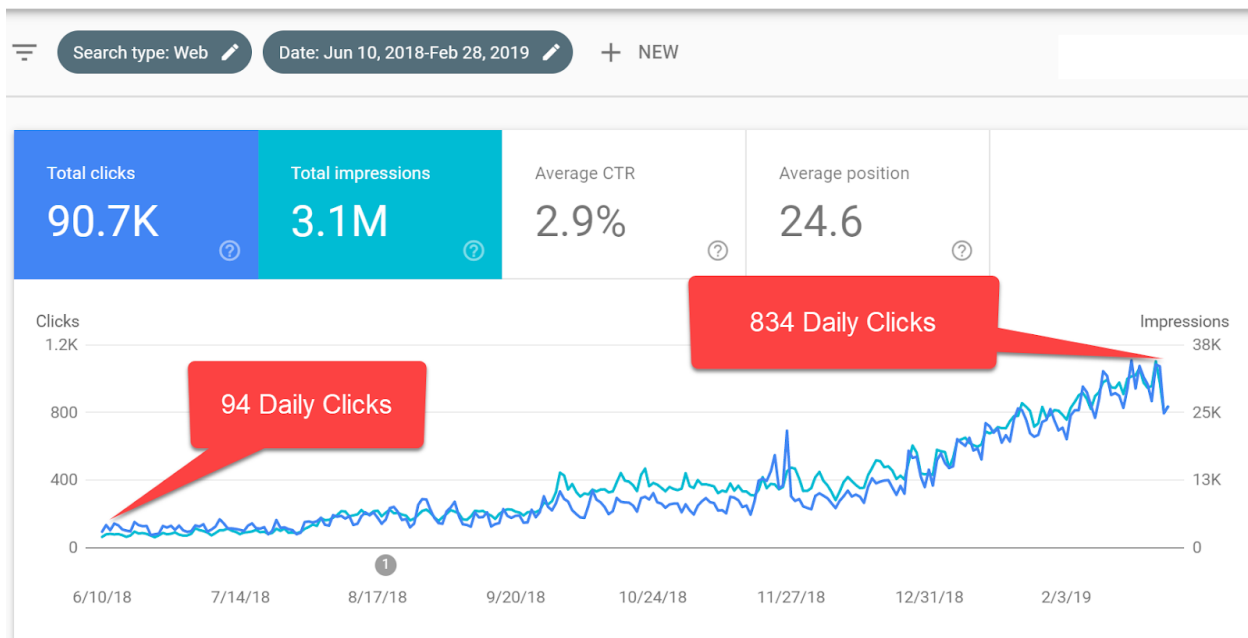 Search type: Web
Date: Jun 10, 2018-Feb 28, 2019
+ NEW
Total clicks
90.7K
Total impressions
3.1M
Average CTR
2.9%
Average position
24.6
834 Daily Clicks
94 Daily Clicks
Clicks
Impressions
1.2K
38K
800
25K
400
13K
0
0
1
6/10/18
7/14/18
8/17/18
9/20/18
10/24/18
11/27/18
12/31/18
2/3/19